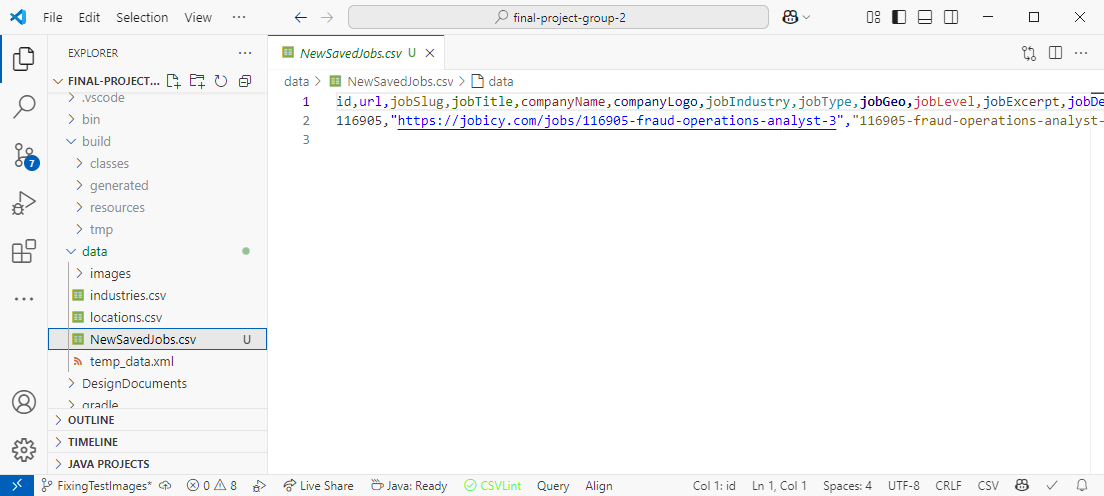 File Edit Selection View ··· final-project-group-2
EXPLORER ···
FINAL-PROJECT...
.vscode
bin
build
classes
generated
resources
tmp
data
images
industries.csv
locations.csv
NewSavedJobs.csv U
temp_data.xml
DesignDocuments
gradle
OUTLINE
TIMELINE
JAVA PROJECTS
7
NewSavedJobs.csv U
data > NewSavedJobs.csv > data
1 id,url,jobSlug,jobTitle,companyName,companyLogo,jobIndustry,jobType,jobGeo,jobLevel,jobExcerpt,jobDe
2 116905,"https://jobicy.com/jobs/116905-fraud-operations-analyst-3","116905-fraud-operations-analyst-
3
FixingTestImages* 0 8 Live Share Java: Ready CSVLint Query Align Col 1: id Ln 1, Col 1 Spaces: 4 UTF-8 CRLF CSV